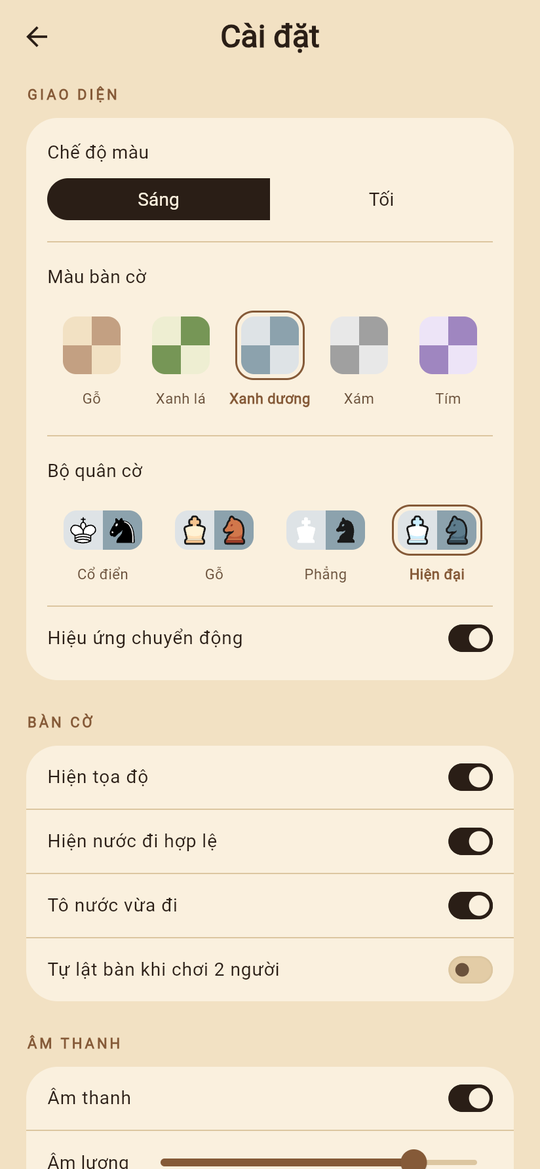 Cài đặt
GIAO DIỆN
Chế độ màu
Sáng Tối
Màu bàn cờ
Gỗ Xanh lá Xanh dương Xám Tím
Bộ quân cờ
Cổ điển Gỗ Phẳng Hiện đại
Hiệu ứng chuyển động
BÀN CỜ
Hiện tọa độ
Hiện nước đi hợp lệ
Tô nước vừa đi
Tự lật bàn khi chơi 2 người
ÂM THANH
Âm thanh
Âm lượng